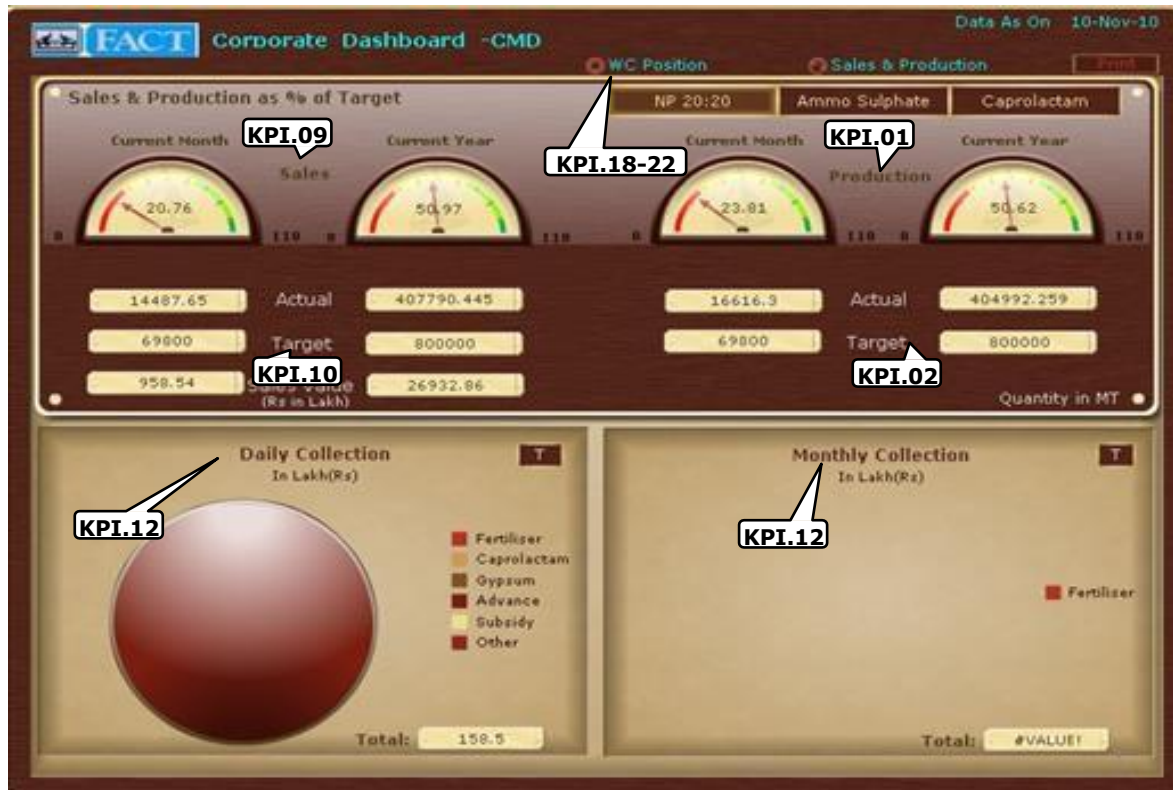 Data As On 10-Nov-10
FACT Corporate Dashboard -CMD
WC Position Sales & Production Print
Sales & Production as % of Target NP 20:20 Ammo Sulphate Caprolactam
Current Month KPI.09 Current Year Current Month KPI.01 Current Year
KPI.18-22
Sales Production
20.76 50.97 23.81 50.62
0 110 0 110 0 110 0 110
14487.65 Actual 407790.445 16616.3 Actual 404992.259
69800 Target 800000 69800 Target 800000
KPI.10 KPI.02
958.54 Sales Value 26932.86
(Rs in Lakh) Quantity in MT
Daily Collection T Monthly Collection T
In Lakh(Rs) In Lakh(Rs)
KPI.12 KPI.12
Fertiliser
Caprolactam
Gypsum
Advance
Subsidy
Other
Fertiliser
Total: 158.5 Total: #VALUE!